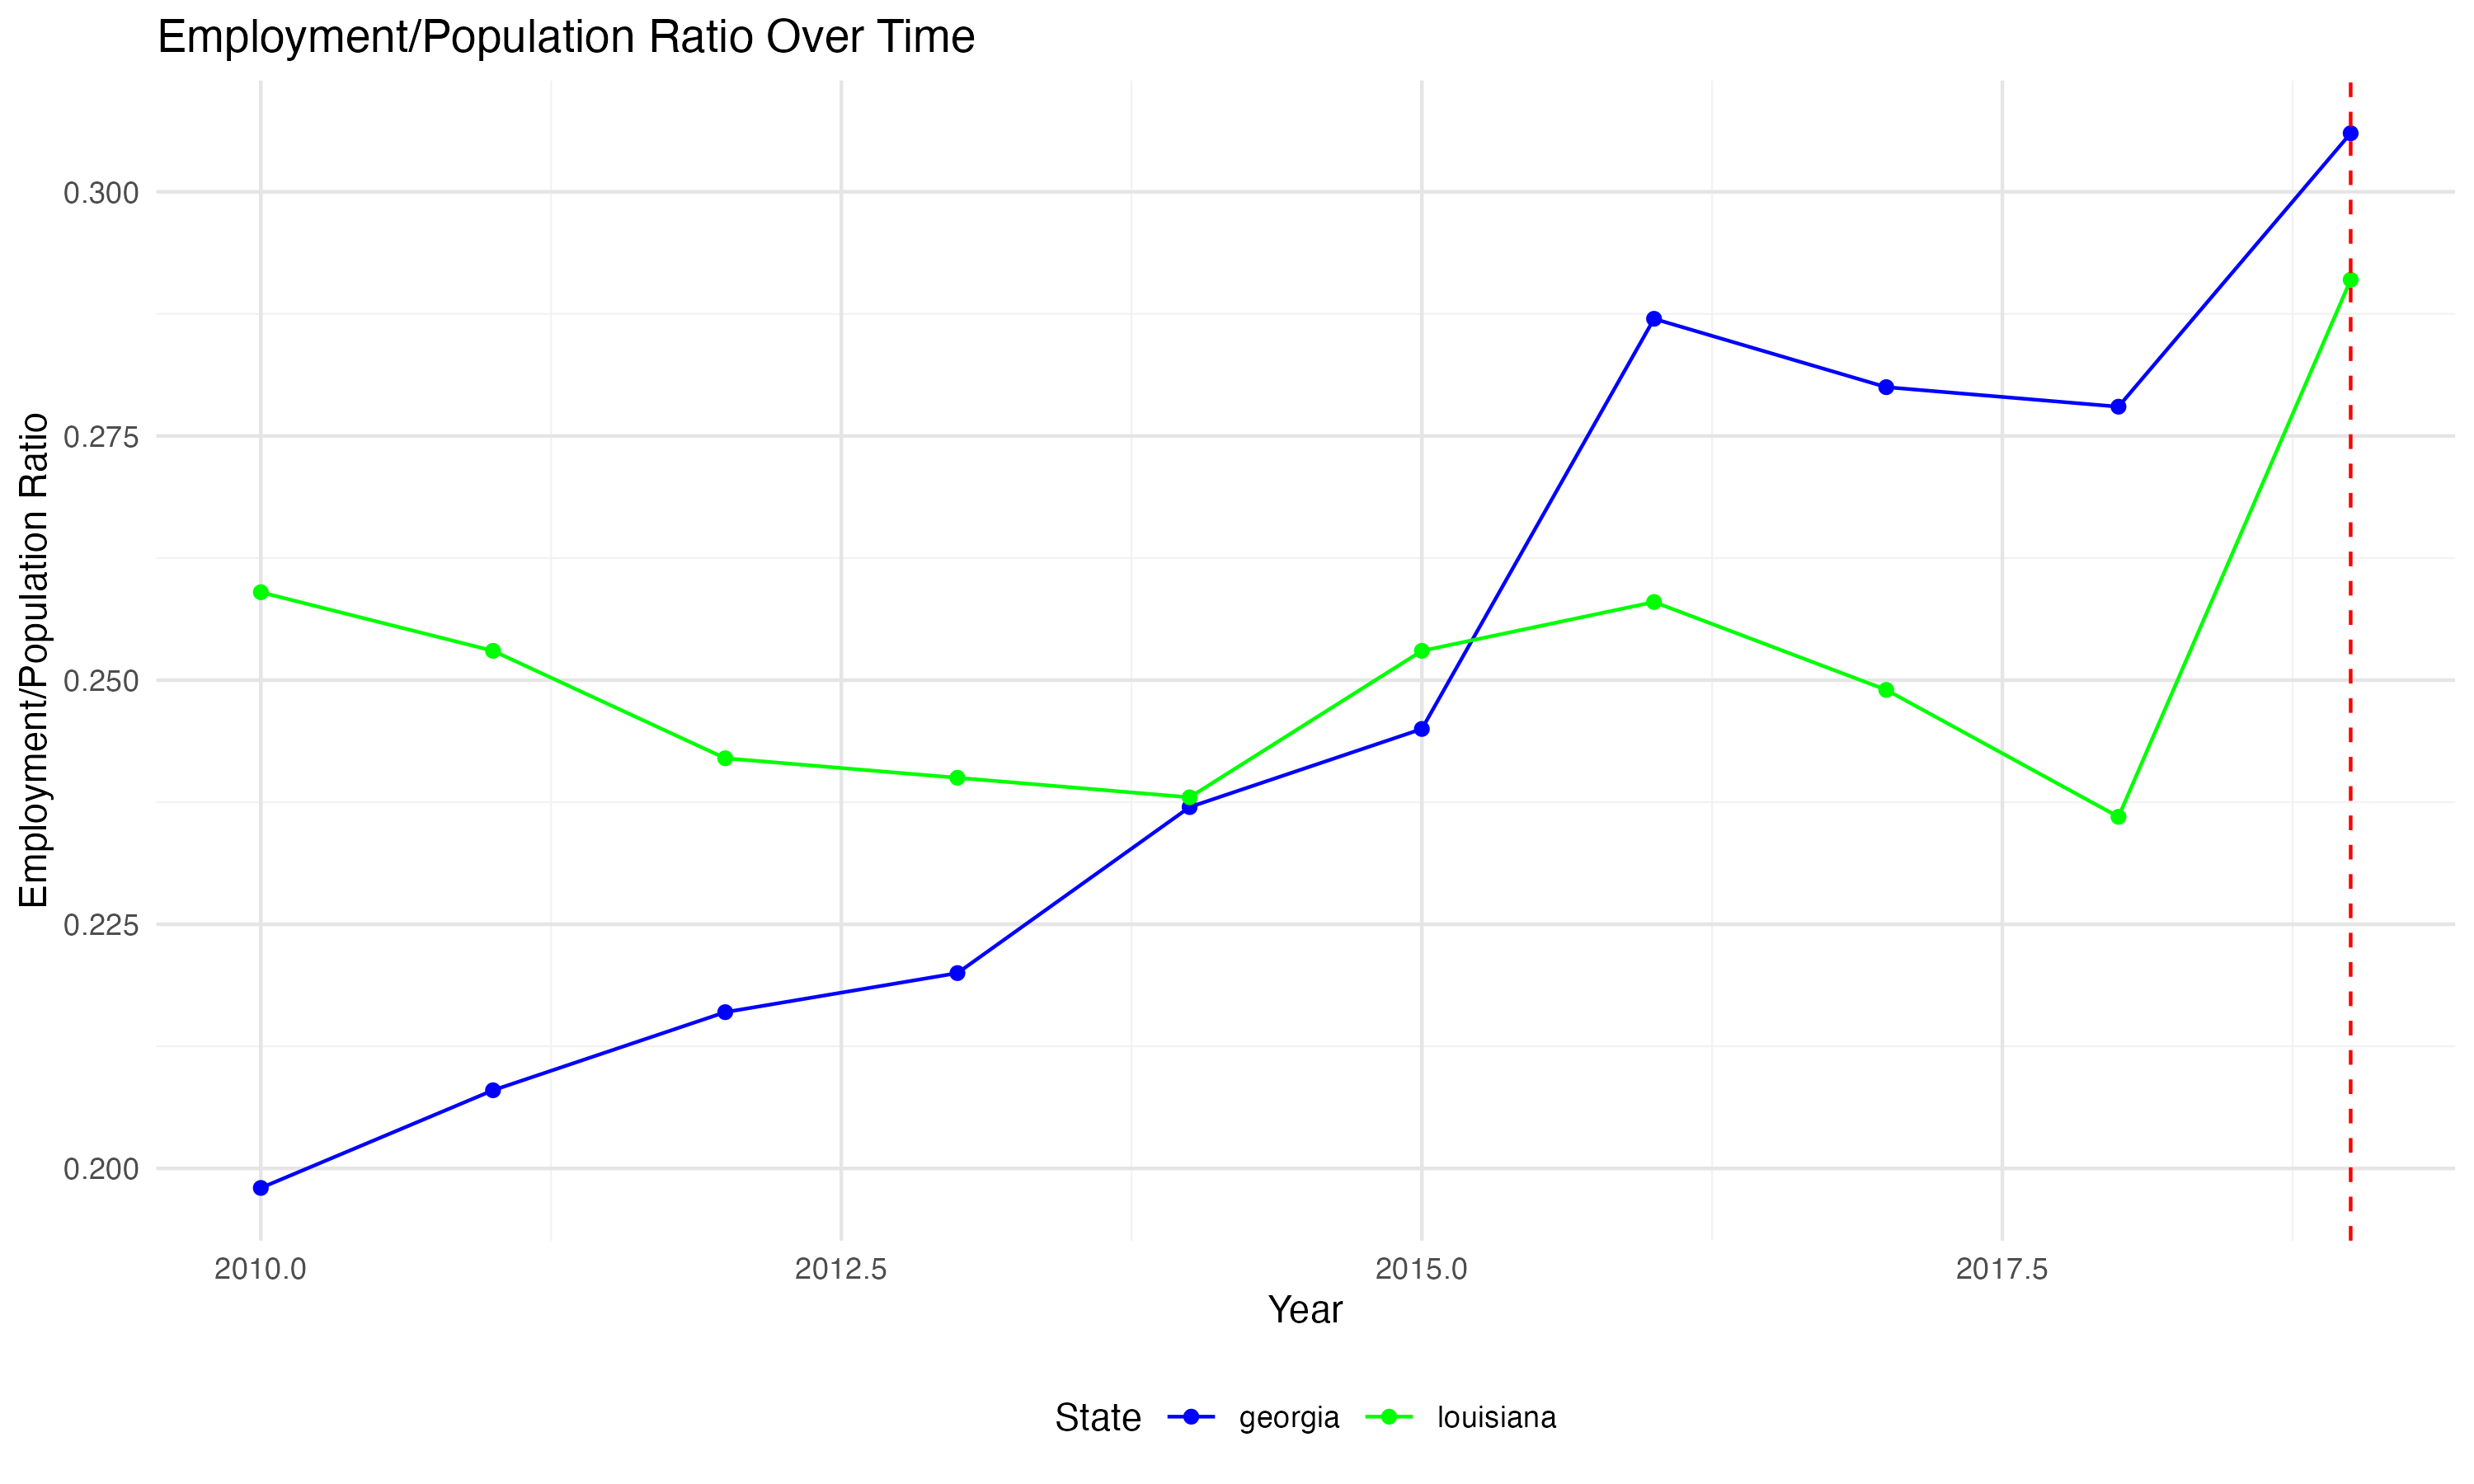 Employment/Population Ratio Over Time
Employment/Population Ratio
0.300
0.275
0.250
0.225
0.200
2010.0 2012.5 2015.0 2017.5
Year
State georgia louisiana